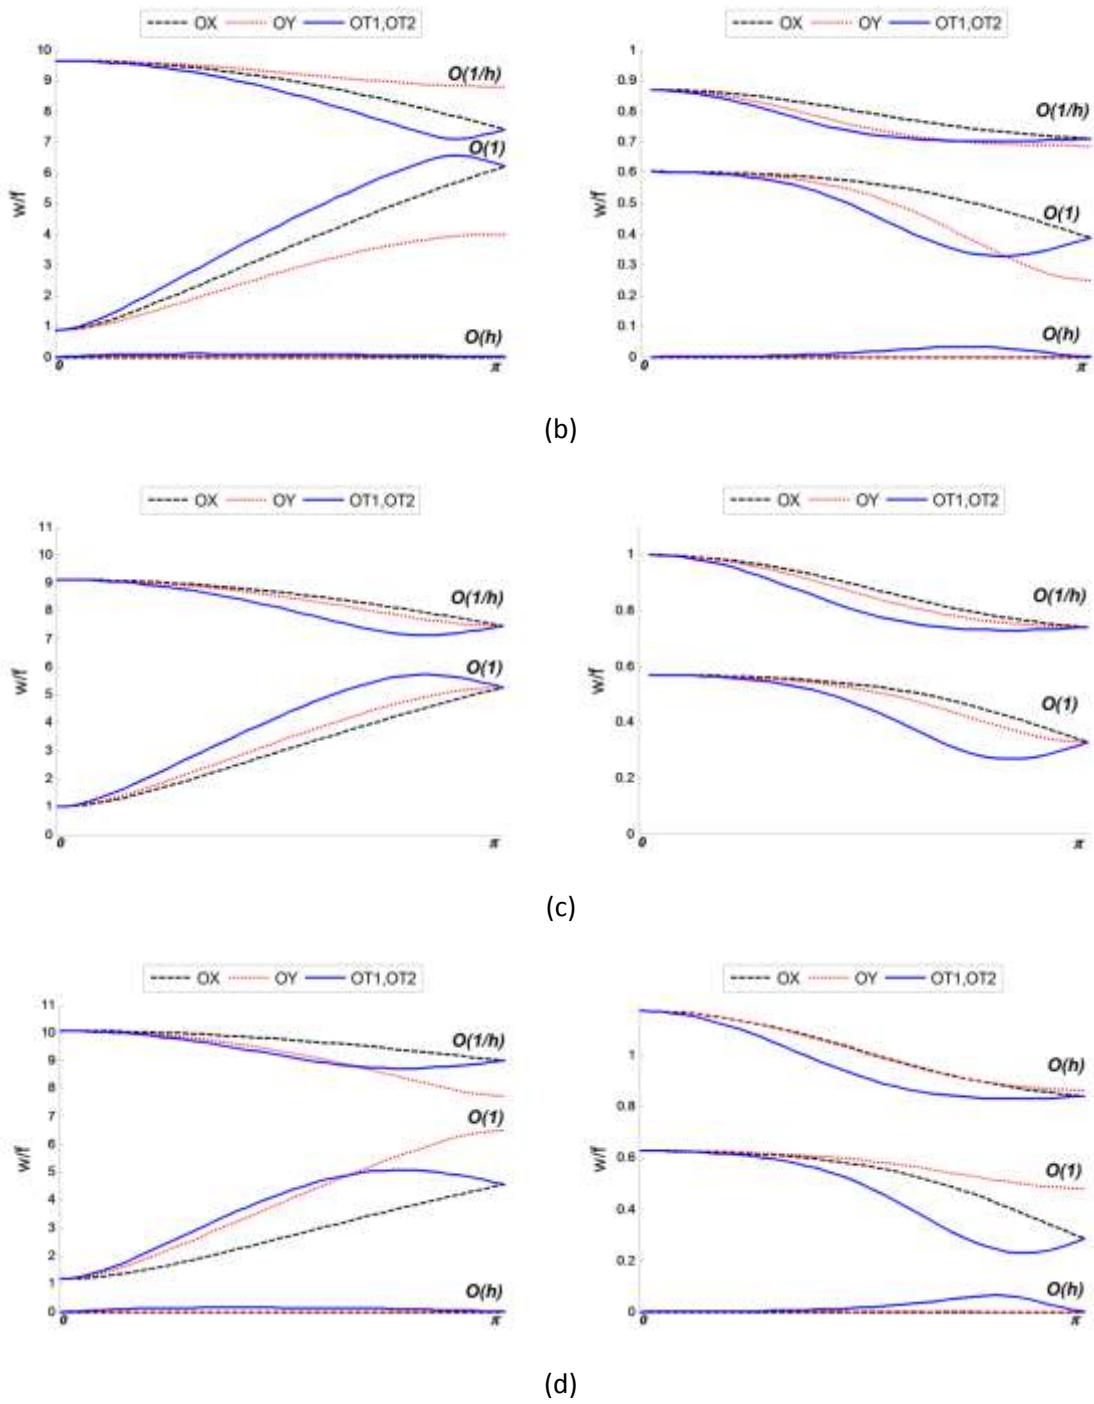 OX OY OT1,OT2
10
9
8
7
6
5
4
3
2
1
0
w/f
O(1/h)
O(1)
O(h)
0 π
OX OY OT1,OT2
1
0.9
0.8
0.7
0.6
0.5
0.4
0.3
0.2
0.1
0
w/f
O(1/h)
O(1)
O(h)
0 π
(b)
OX OY OT1,OT2
11
10
9
8
7
6
5
4
3
2
1
0
w/f
O(1/h)
O(1)
0 π
OX OY OT1,OT2
1
0.8
0.6
0.4
0.2
0
w/f
O(1/h)
O(1)
0 π
(c)
OX OY OT1,OT2
11
10
9
8
7
6
5
4
3
2
1
0
w/f
O(1/h)
O(1)
O(h)
0 π
OX OY OT1,OT2
1
0.8
0.6
0.4
0.2
0
w/f
O(h)
O(1)
O(h)
0 π
(d)